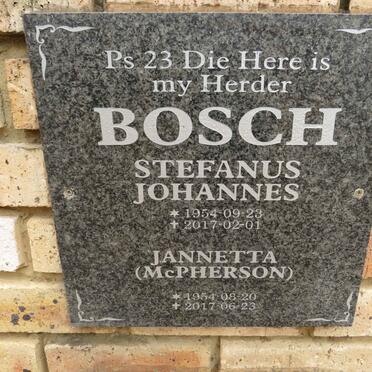 Ps 23 Die Here is
my Herder
BOSCH
STEFANUS
JOHANNES
* 1954-09-23
✝ 2017-02-01
JANNETTA
(McPHERSON)
* 1954-08-20
✝ 2017-06-23